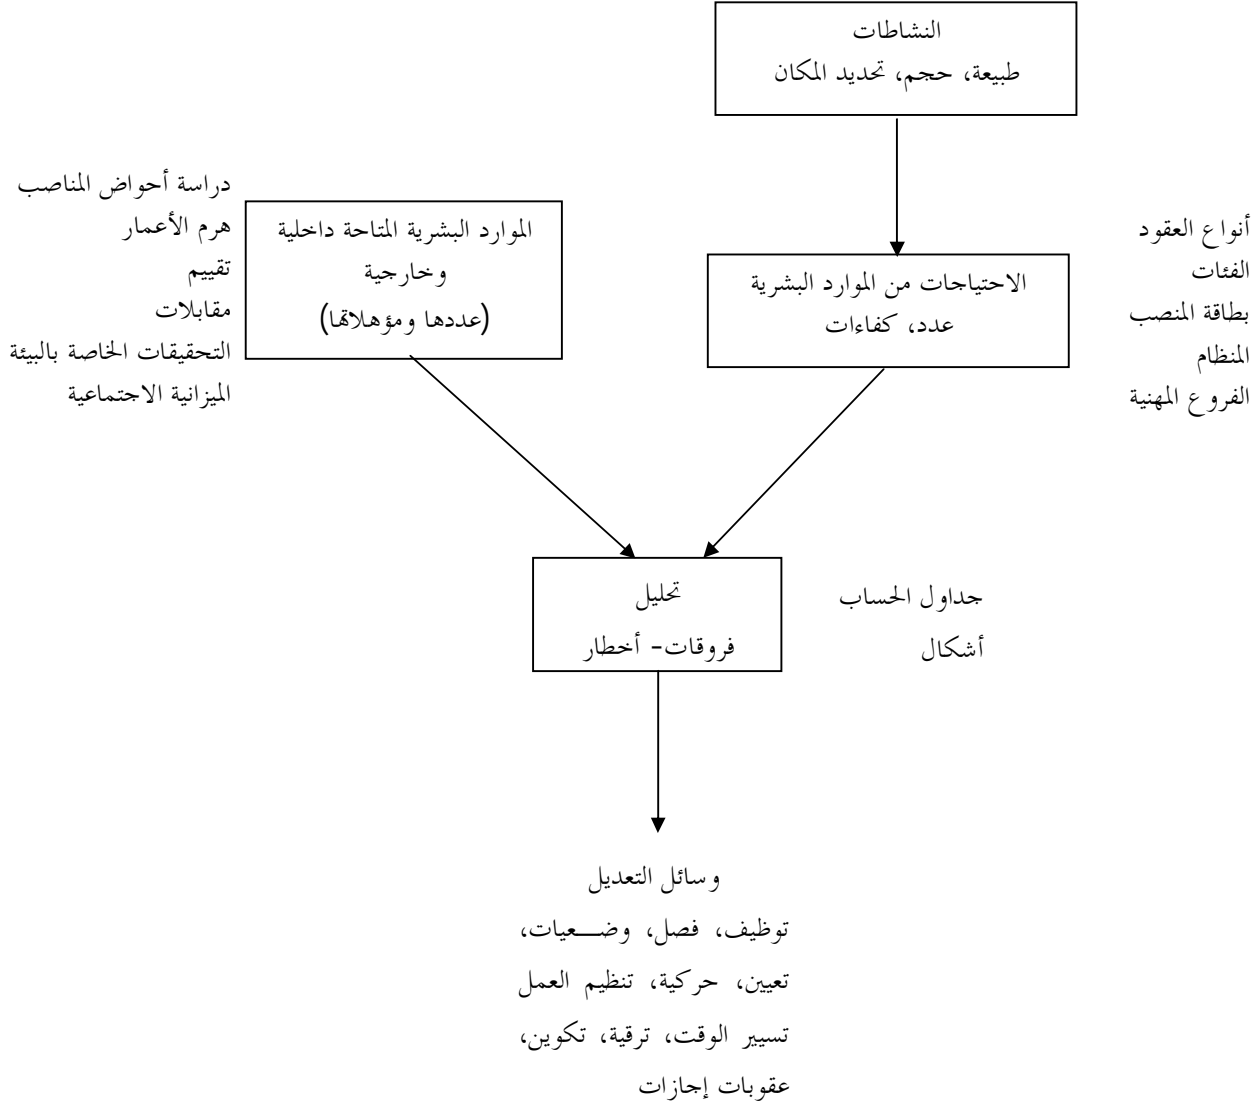 النشاطات
طبيعة، حجم، تحديد المكان
أنواع العقود
الفئات
بطاقة المنصب
المنظام
الفروع المهنية
الاحتياجات من الموارد البشرية
عدد، كفاءات
الموارد البشرية المتاحة داخلية
وخارجية
(عددها ومؤهلاتها)
دراسة أحواض المناصب
هرم الأعمار
تقييم
مقابلات
التحقيقات الخاصة بالبيئة
الميزانية الاجتماعية
تحليل
فروقات- أخطار
جداول الحساب
أشكال
وسائل التعديل
توظيف، فصل، وضـــعيات،
تعيين، حركية، تنظيم العمل
تسيير الوقت، ترقية، تكوين،
عقوبات إجازات